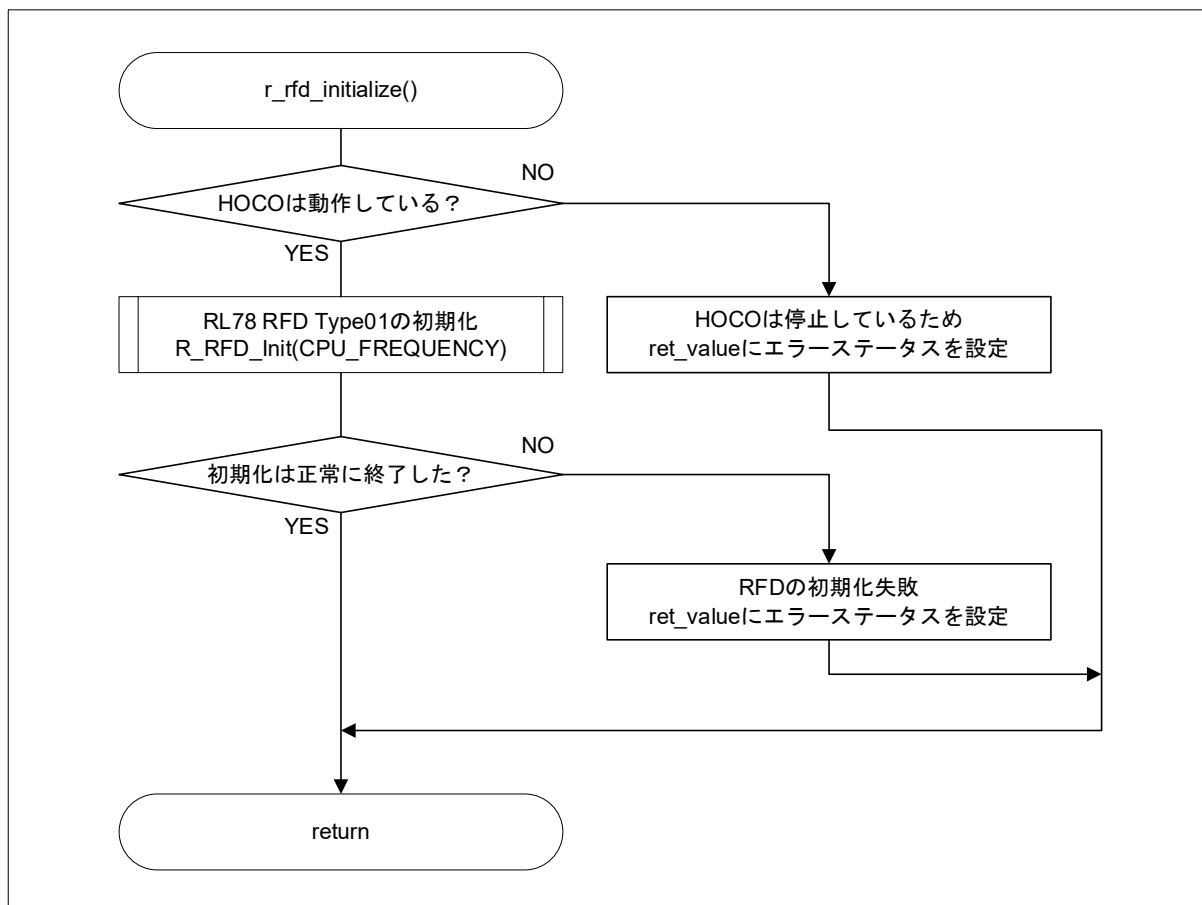 r_rfd_initialize()
NO
HOCOは動作している？
YES
RL78 RFD Type01の初期化
R_RFD_Init(CPU_FREQUENCY)
HOCOは停止しているため
ret_valueにエラーステータスを設定
NO
初期化は正常に終了した？
YES
RFDの初期化失敗
ret_valueにエラーステータスを設定
return